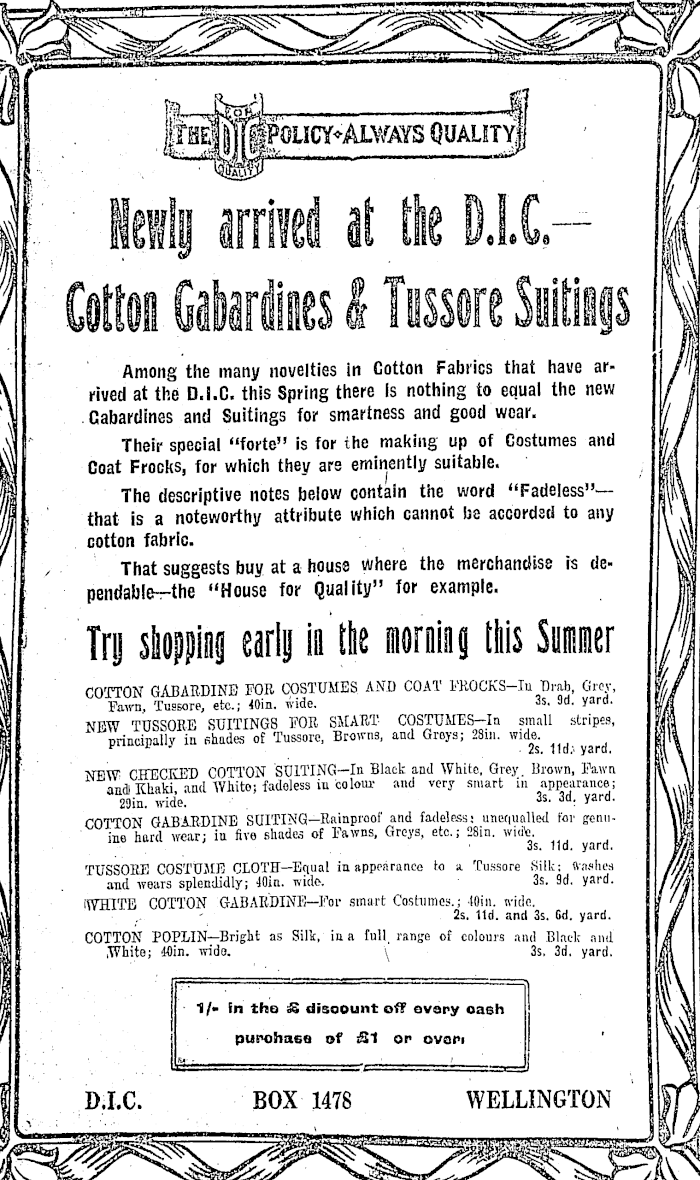 FOR
THE DIC POLICY ALWAYS QUALITY
QUALITY
Newly arrived at the D.I.C.—
Cotton Gabardines & Tussore Suitings
Among the many novelties in Cotton Fabrics that have ar-
rived at the D.I.C. this Spring there is nothing to equal the new
Gabardines and Suitings for smartness and good wear.
Their special "forte" is for the making up of Costumes and
Coat Frocks, for which they are eminently suitable.
The descriptive notes below contain the word "Fadeless"—
that is a noteworthy attribute which cannot be accorded to any
cotton fabric.
That suggests buy at a house where the merchandise is de-
pendable—the "House for Quality" for example.
Try shopping early in the morning this Summer
COTTON GABARDINE FOR COSTUMES AND COAT FROCKS—In Drab, Grey,
Fawn, Tussore, etc.; 40in. wide. 3s. 9d. yard.
NEW TUSSORE SUITINGS FOR SMART COSTUMES—In small stripes,
principally in shades of Tussore, Browns, and Greys; 28in. wide.
2s. 11d. yard.
NEW CHECKED COTTON SUITING—In Black and White, Grey Brown, Fawn
and Khaki, and White; fadeless in colour and very smart in appearance;
29in. wide. 3s. 3d. yard.
COTTON GABARDINE SUITING—Rainproof and fadeless; unequalled for genu-
ine hard wear; in five shades of Fawns, Greys, etc.; 28in. wide.
3s. 11d. yard.
TUSSORE COSTUME CLOTH—Equal in appearance to a Tussore Silk; washes
and wears splendidly; 40in. wide. 3s. 9d. yard.
WHITE COTTON GABARDINE—For smart Costumes.; 40in. wide.
2s. 11d. and 3s. 6d. yard.
COTTON POPLIN—Bright as Silk, in a full range of colours and Black and
White; 40in. wide. 3s. 3d. yard.
1/- in the £ discount off every cash
purchase of £1 or over.
D.I.C. BOX 1478 WELLINGTON